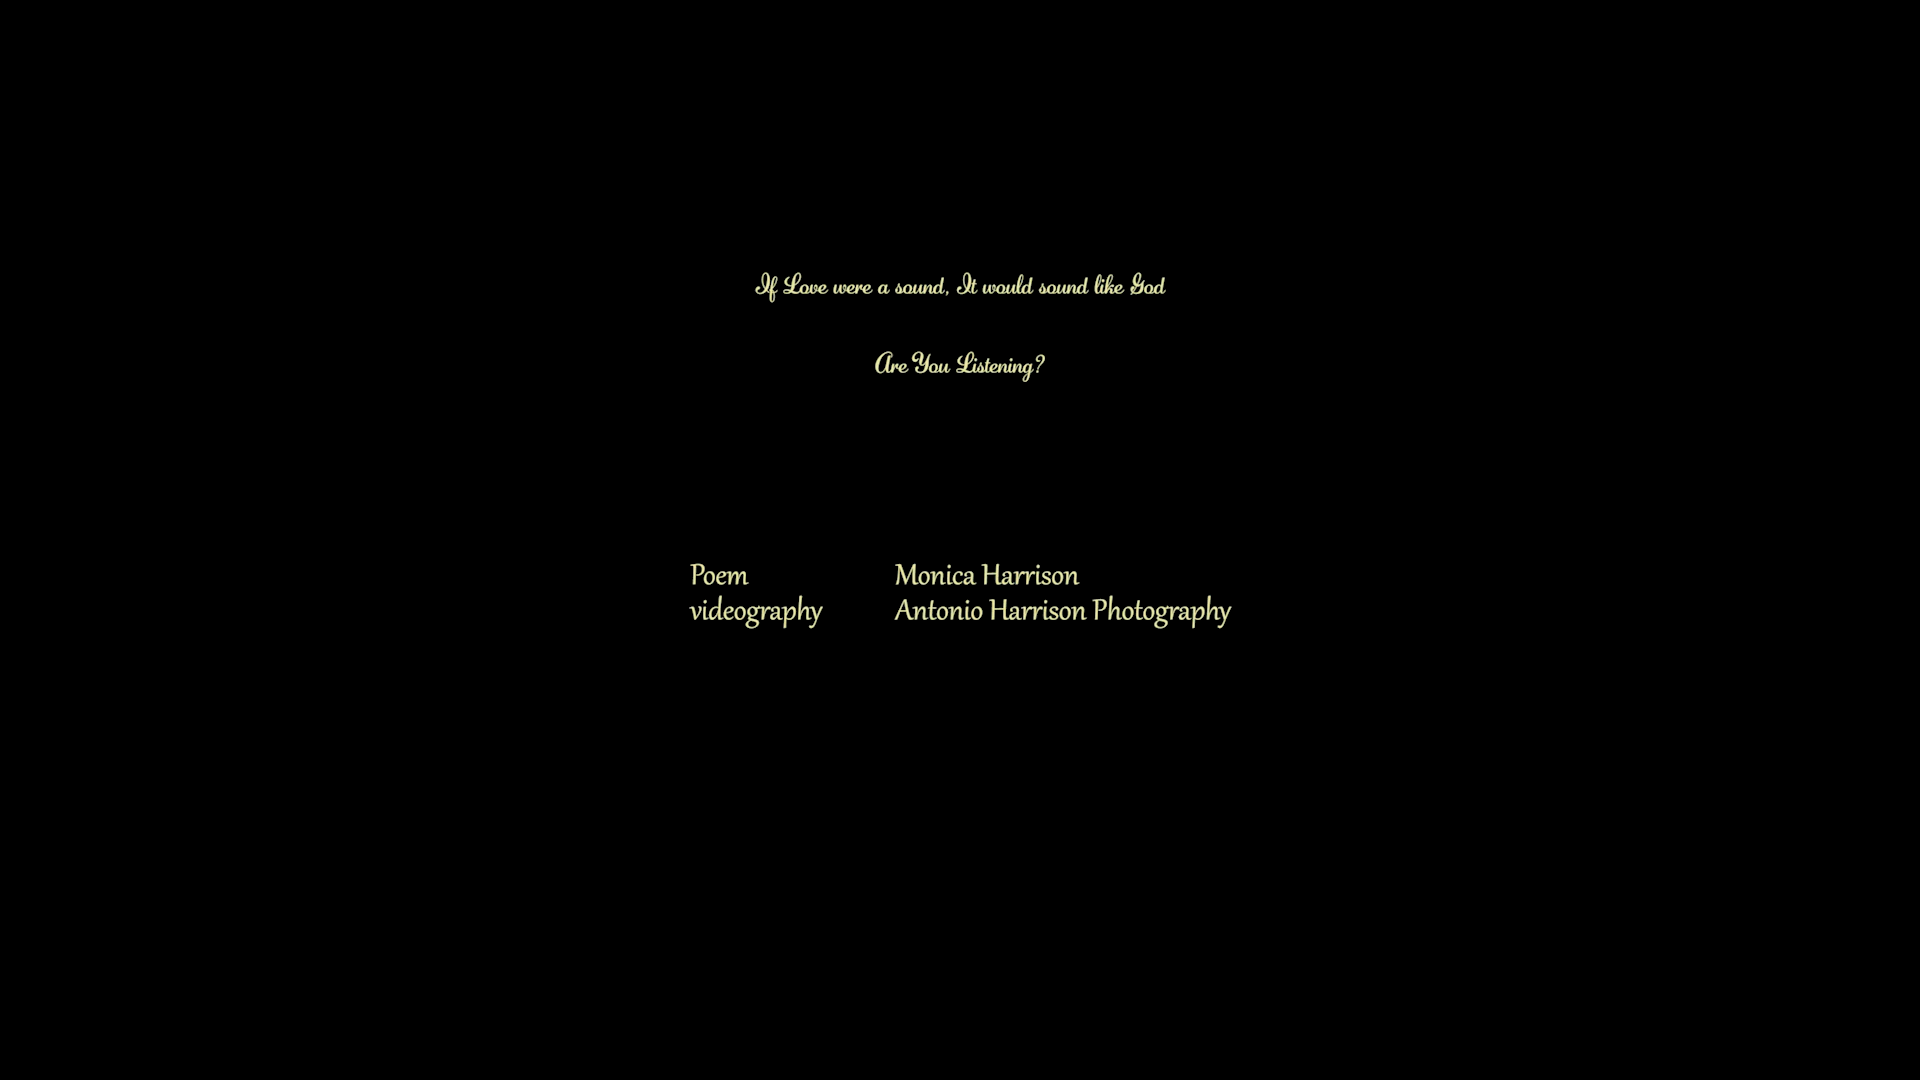 If Love were a sound, It would sound like God
Are You Listening?
Poem Monica Harrison
videography Antonio Harrison Photography